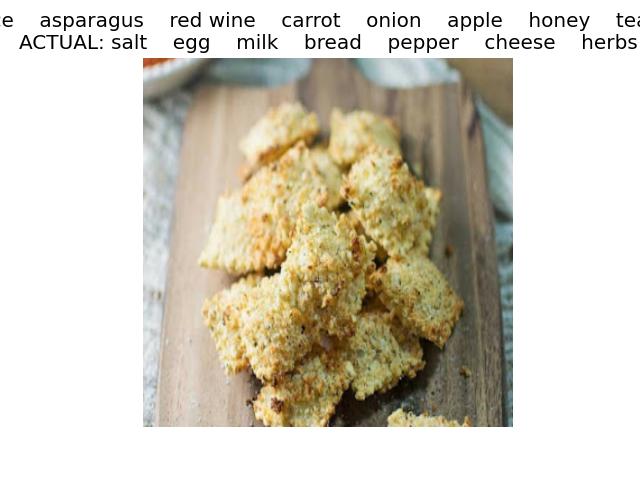 asparagus red wine carrot onion apple honey
ACTUAL: salt egg milk bread pepper cheese herbs